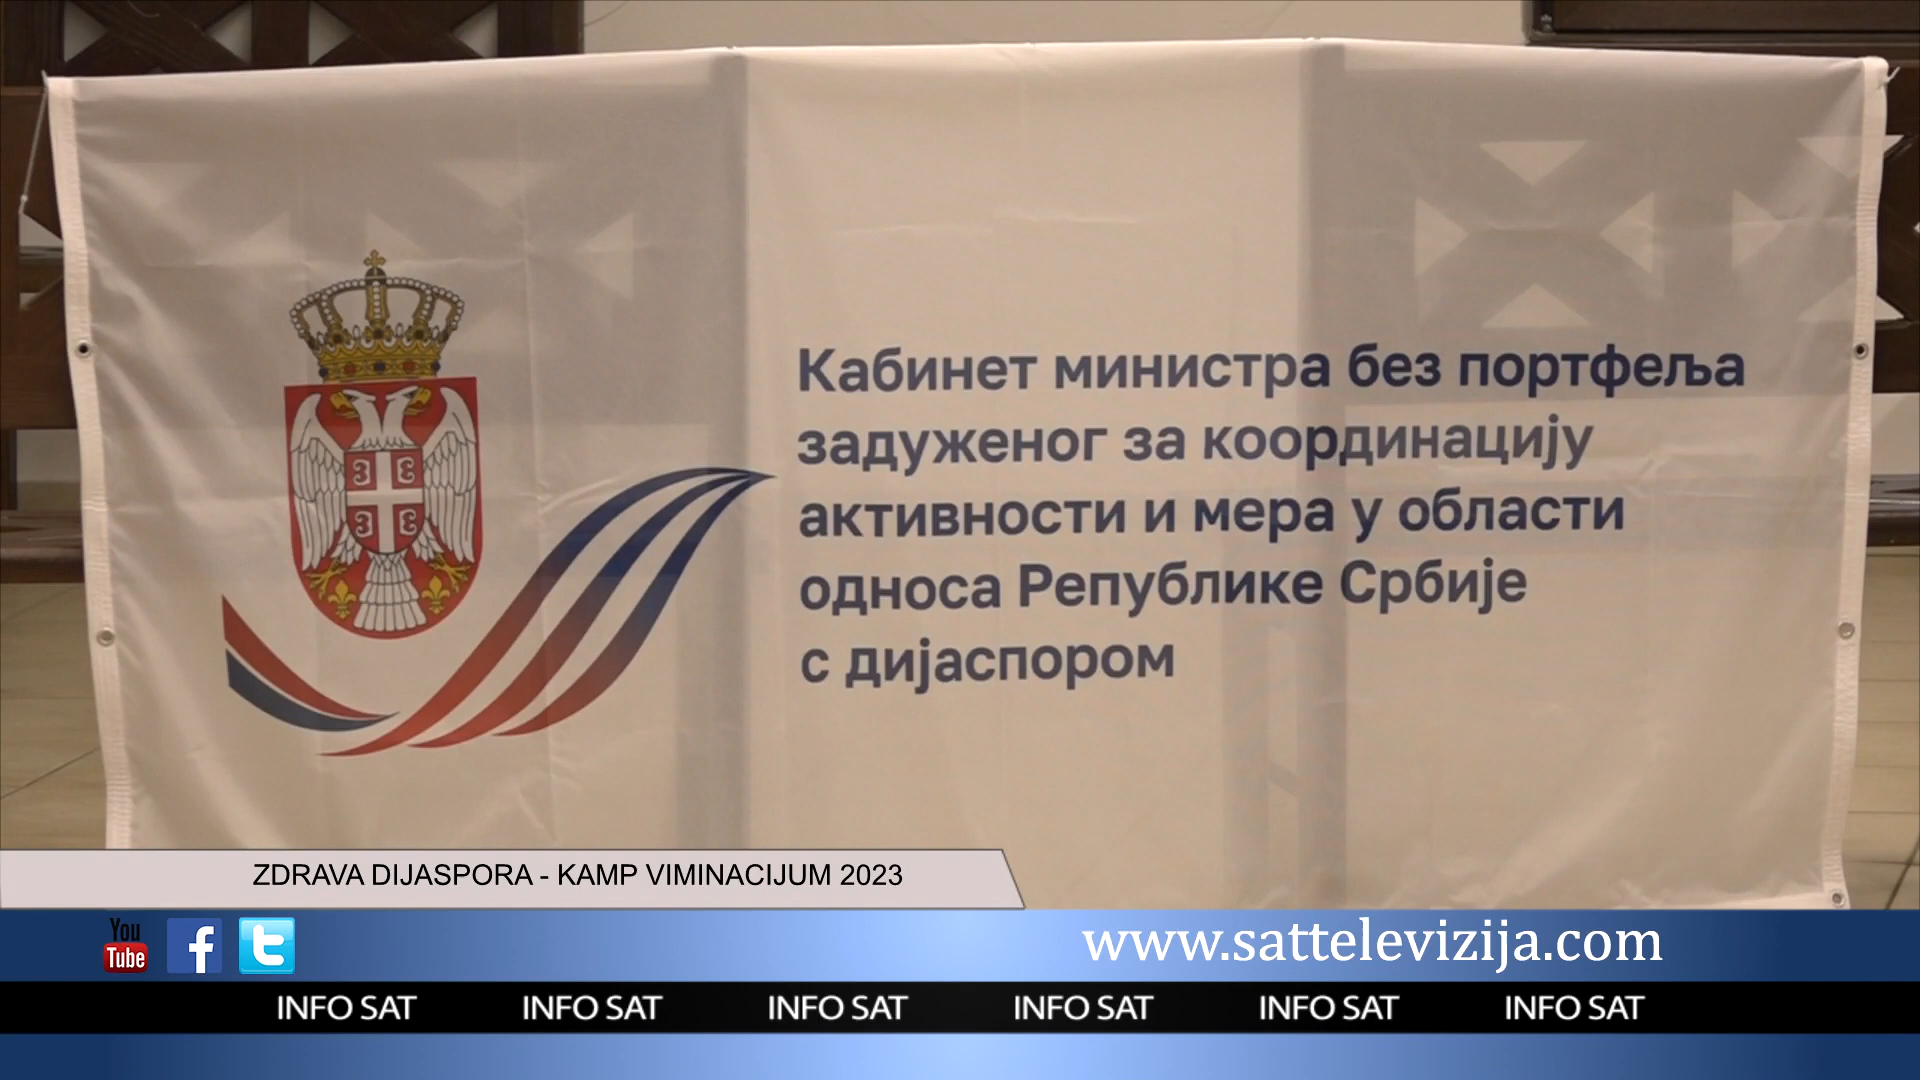 Кабинет министра без портфеља
задуженог за координацију
активности и мера у области
односа Републике Србије
с дијаспором
ZDRAVA DIJASPORA - KAMP VIMINACIJUM 2023
You
Tube
f
t
www.sattelevizija.com
INFO SAT INFO SAT INFO SAT INFO SAT INFO SAT INFO SAT